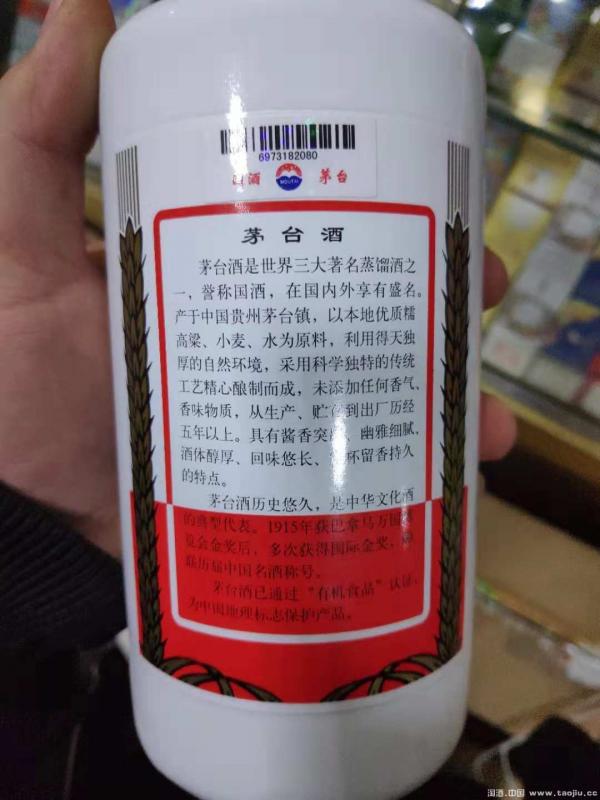 6973182080
国酒 MOUTAI 茅台
茅台酒
茅台酒是世界三大著名蒸馏酒之
一，誉称国酒，在国内外享有盛名。
产于中国贵州茅台镇，以本地优质糯
高粱、小麦、水为原料，利用得天独
厚的自然环境，采用科学独特的传统
工艺精心酿制而成，未添加任何香气、
香味物质，从生产、贮 到出厂历经
五年以上。具有酱香突 、幽雅细腻、
酒体醇厚、回味悠长、 杯留香持久
的特点。
茅台酒历史悠久，是中华文化酒
的典型代表。1915年获巴拿马万国
览会金奖后，多次获得国际金奖，
联历届中国名酒称号。
茅台酒已通过“有机食品”认证，
为中国地理标志保护产品。
淘酒.中国 www.taojiu.cc